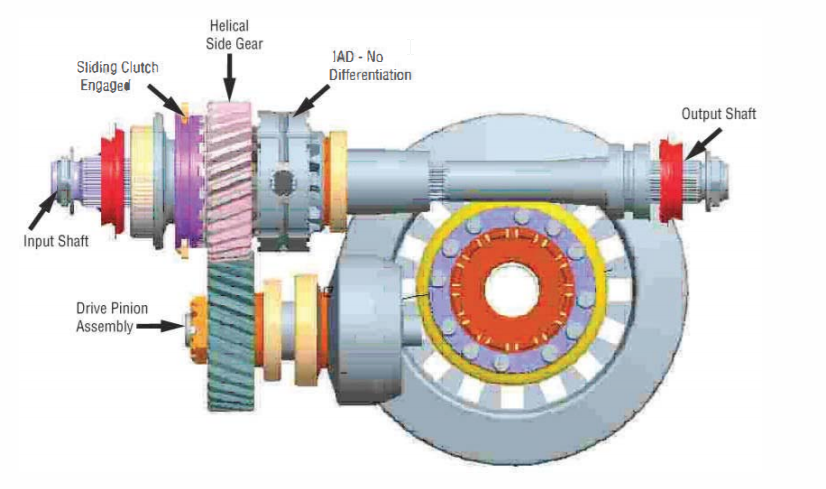 Helical
Side Gear
IAD - No
Differentiation
Sliding Clutch
Engaged
Output Shaft
Input Shaft
Drive Pinion
Assembly